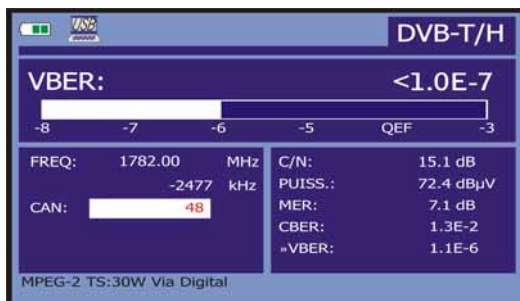 USB
DVB-T/H
VBER: <1.0E-7
-8 -7 -6 -5 QEF -3
FREQ: 1782.00 MHz
-2477 kHz
CAN: 48
C/N: 15.1 dB
PUISS.: 72.4 dBµV
MER: 7.1 dB
CBER: 1.3E-2
»VBER: 1.1E-6
MPEG-2 TS:30W Via Digital